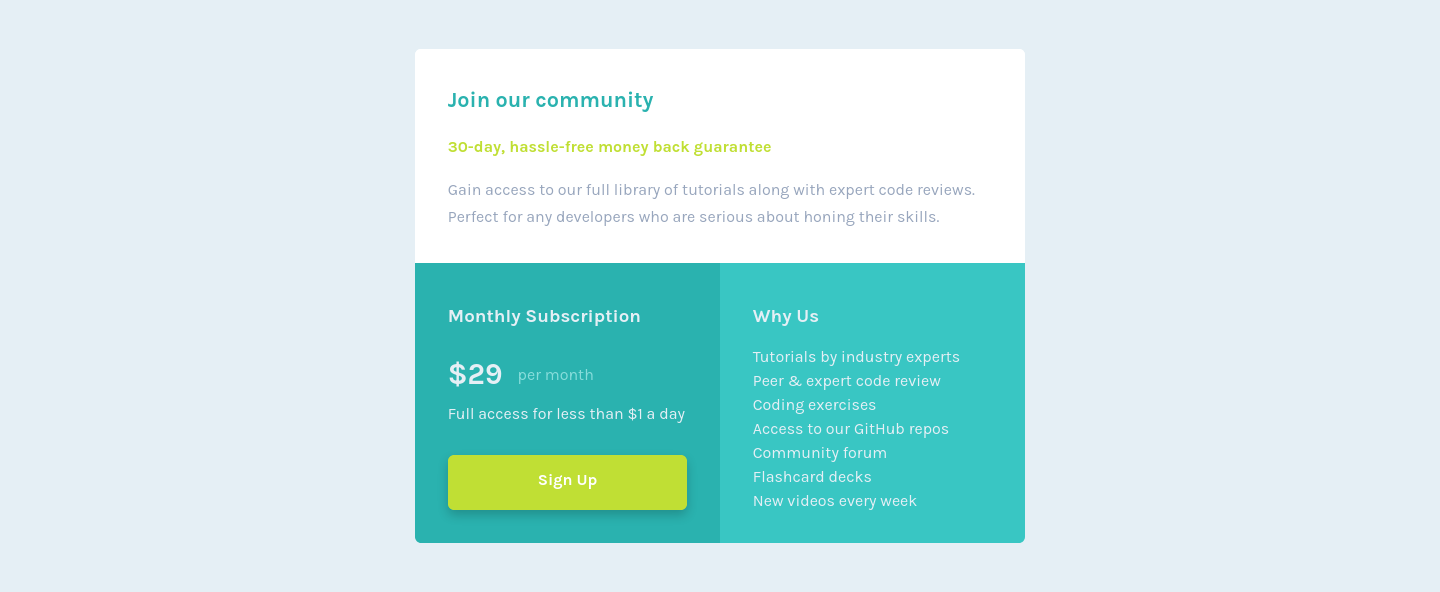 Join our community
30-day, hassle-free money back guarantee
Gain access to our full library of tutorials along with expert code reviews.
Perfect for any developers who are serious about honing their skills.
Monthly Subscription
$29 per month
Full access for less than $1 a day
Sign Up
Why Us
Tutorials by industry experts
Peer & expert code review
Coding exercises
Access to our GitHub repos
Community forum
Flashcard decks
New videos every week